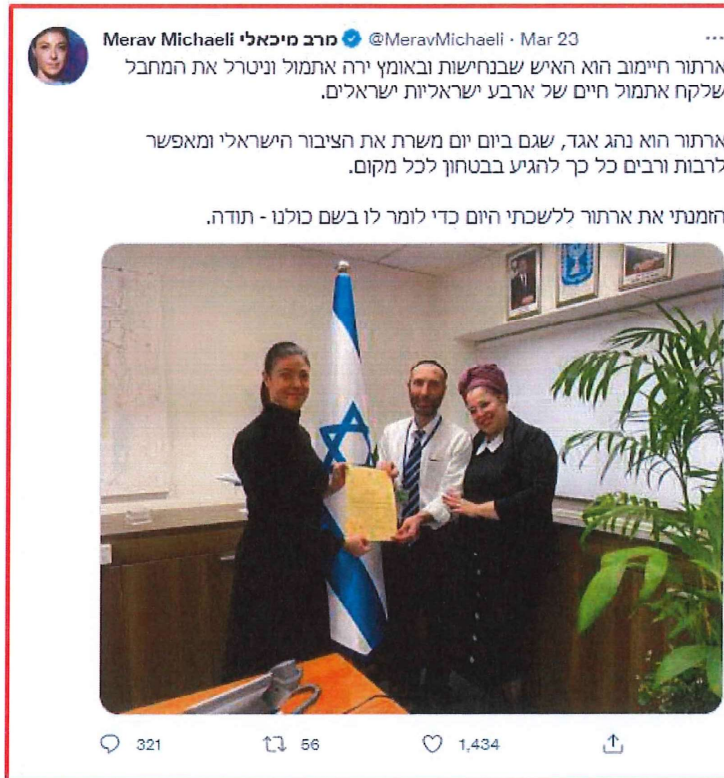 Merav Michaeli מרב מיכאלי @MeravMichaeli · Mar 23
ארתור חיימוב הוא האיש שבנחישות ובאומץ ירה אתמול וניטרל את המחבל
שלקח אתמול חיים של ארבע ישראליות ישראלים.
ארתור הוא נהג אגד, שגם ביום יום משרת את הציבור הישראלי ומאפשר
לרבות ורבים כל כך להגיע בבטחון לכל מקום.
הזמנתי את ארתור ללשכתי היום כדי לומר לו בשם כולנו - תודה.
321 56 1,434